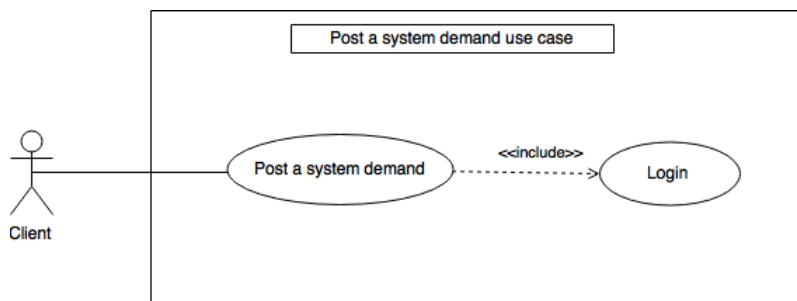 Post a system demand use case
<<include>>
Post a system demand
Login
Client